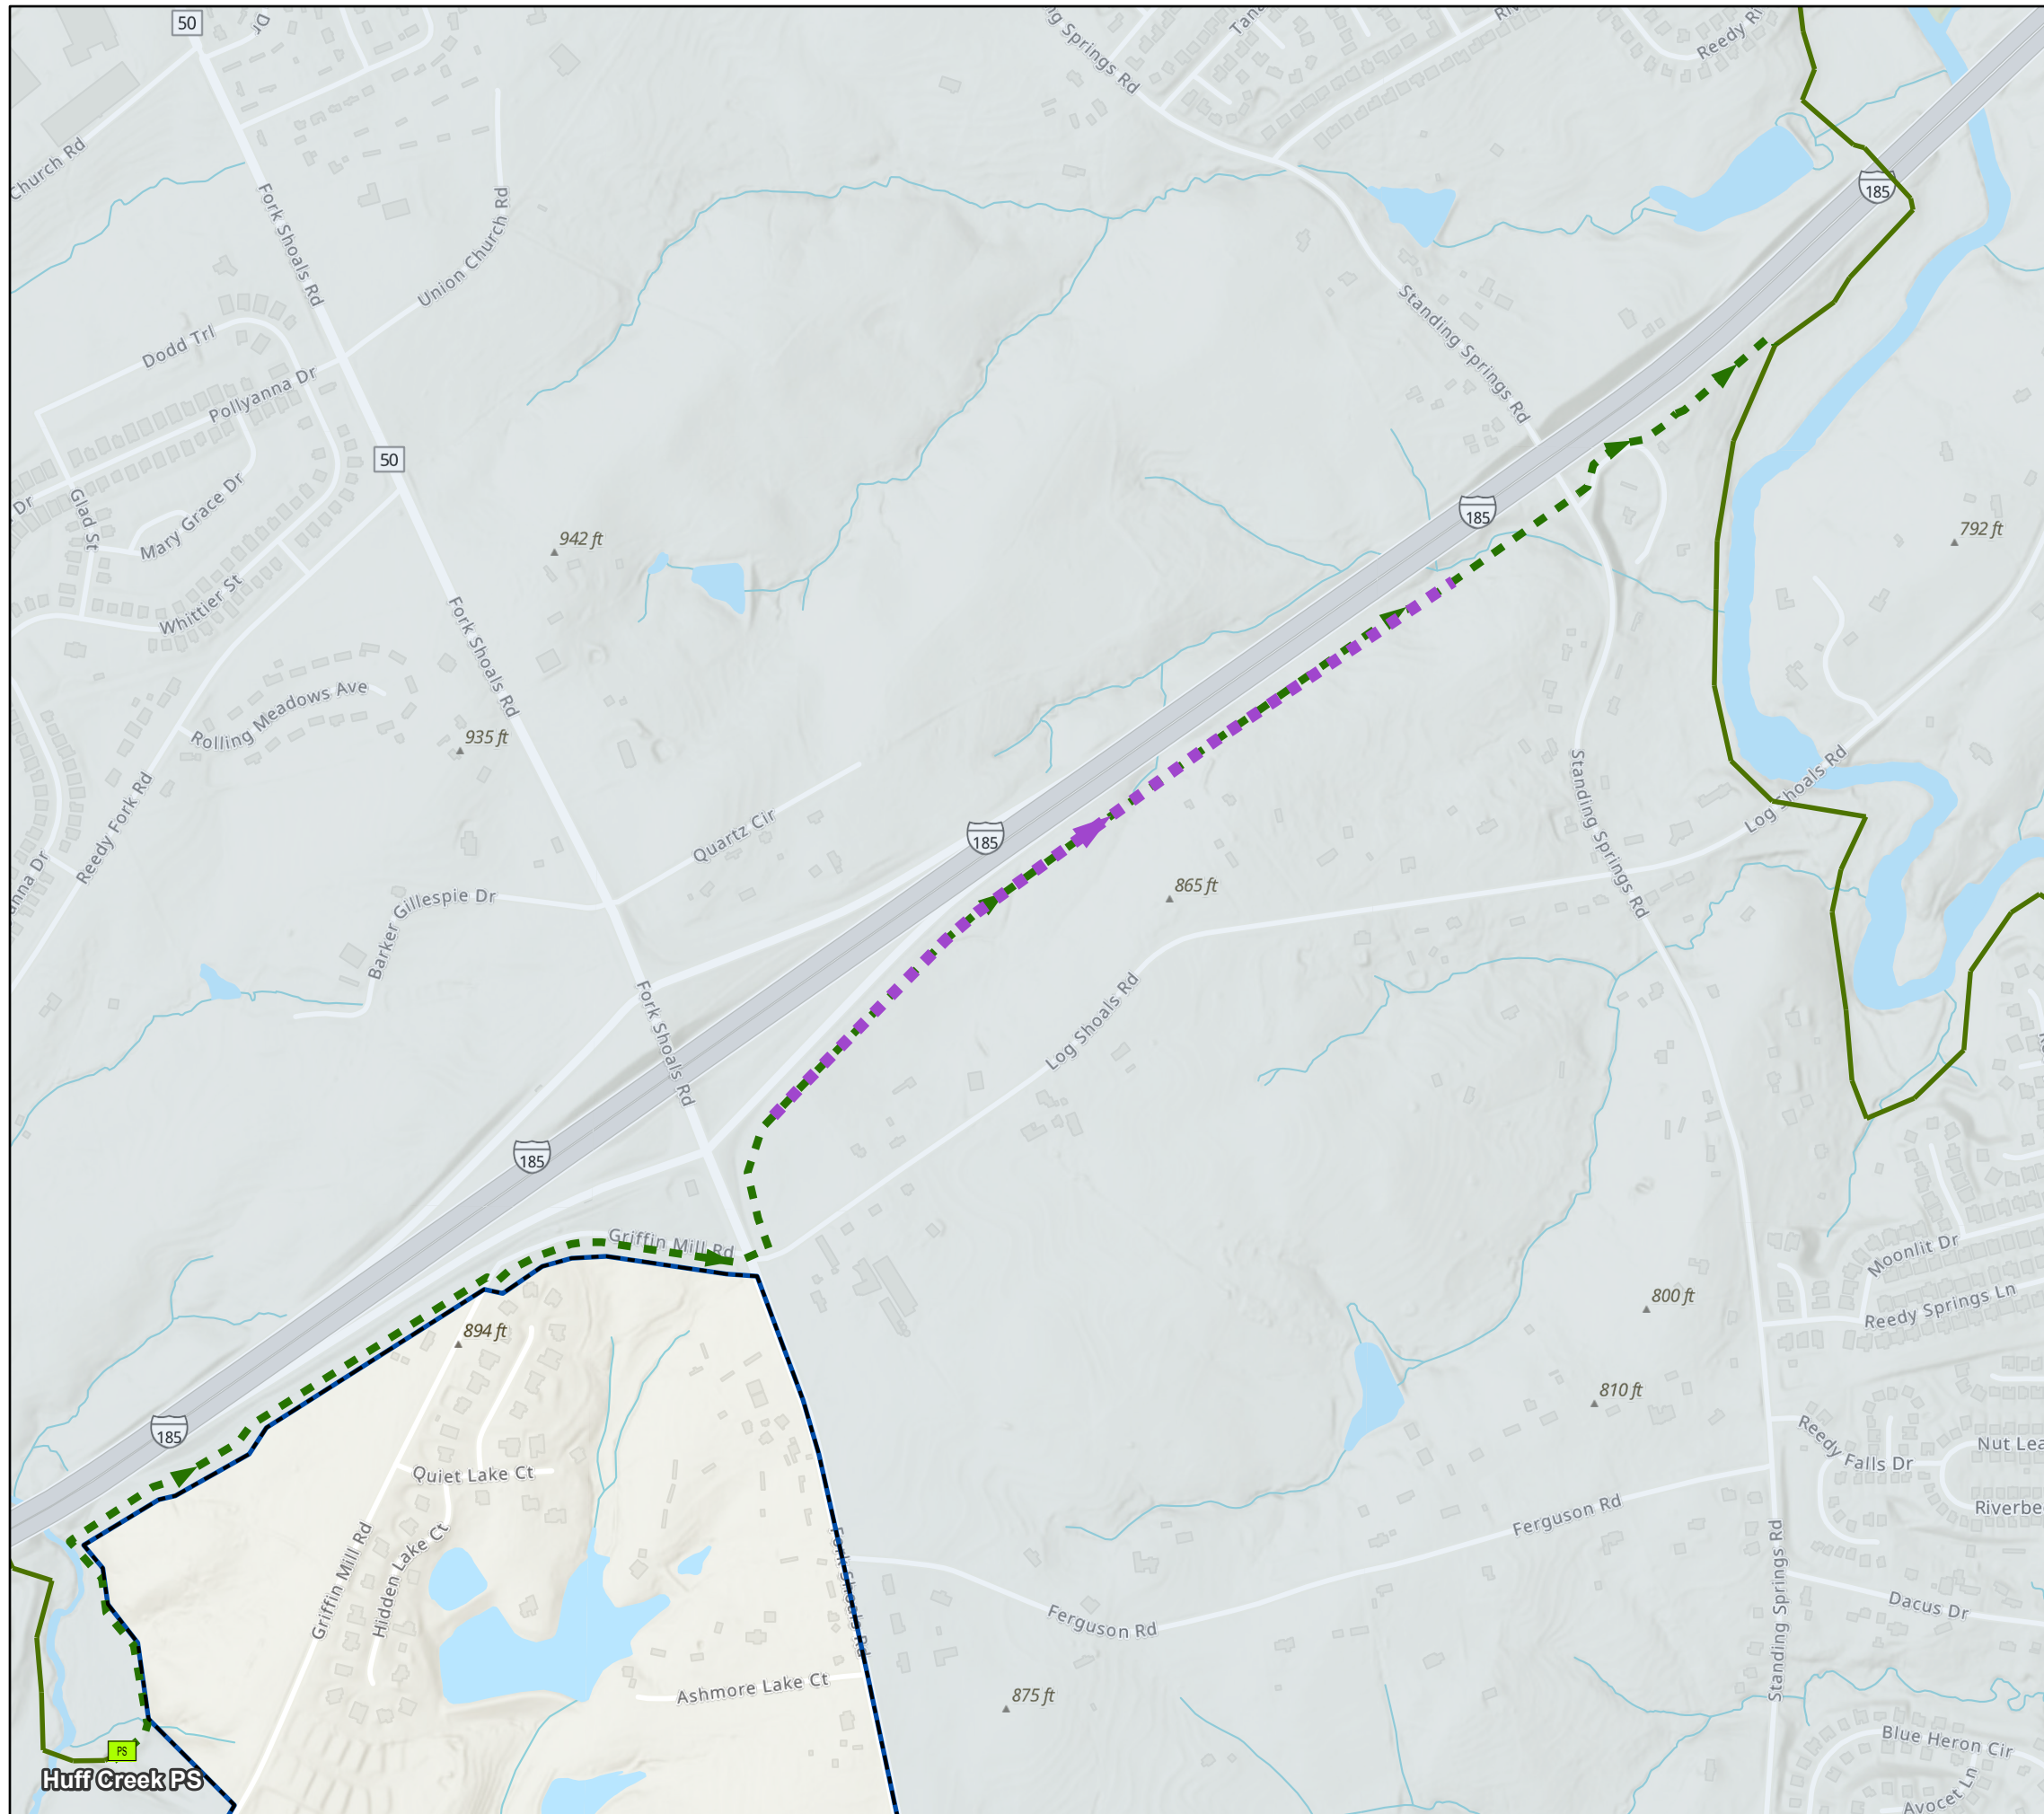 50
Church Rd
Dr
Fork Shoals Rd
Union Church Rd
Springs Rd
Reedy
185
Standing Springs Rd
Dodd Trl
Pollyanna Dr
Dr
Glad St
Mary Grace Dr
50
942 ft
185
792 ft
Whittier St
Fork Shoals Rd
Rolling Meadows Ave
935 ft
Reedy Fork Rd
Quartz Cir
185
Log Shoals Rd
Standing Springs Rd
865 ft
Barker Gillespie Dr
Fork Shoals Rd
Log Shoals Rd
185
Griffin Mill Rd
Moonlit Dr
Reedy Springs Ln
800 ft
894 ft
810 ft
185
Quiet Lake Ct
Reedy Falls Dr
Nut Lea
Riverbe
Ferguson Rd
Griffin Mill Rd
Hidden Lake Ct
Fork Shoals Rd
Ferguson Rd
Standing Springs Rd
Dacus Dr
Ashmore Lake Ct
875 ft
PS
Huff Creek PS
Blue Heron Cir
Avocet Ln